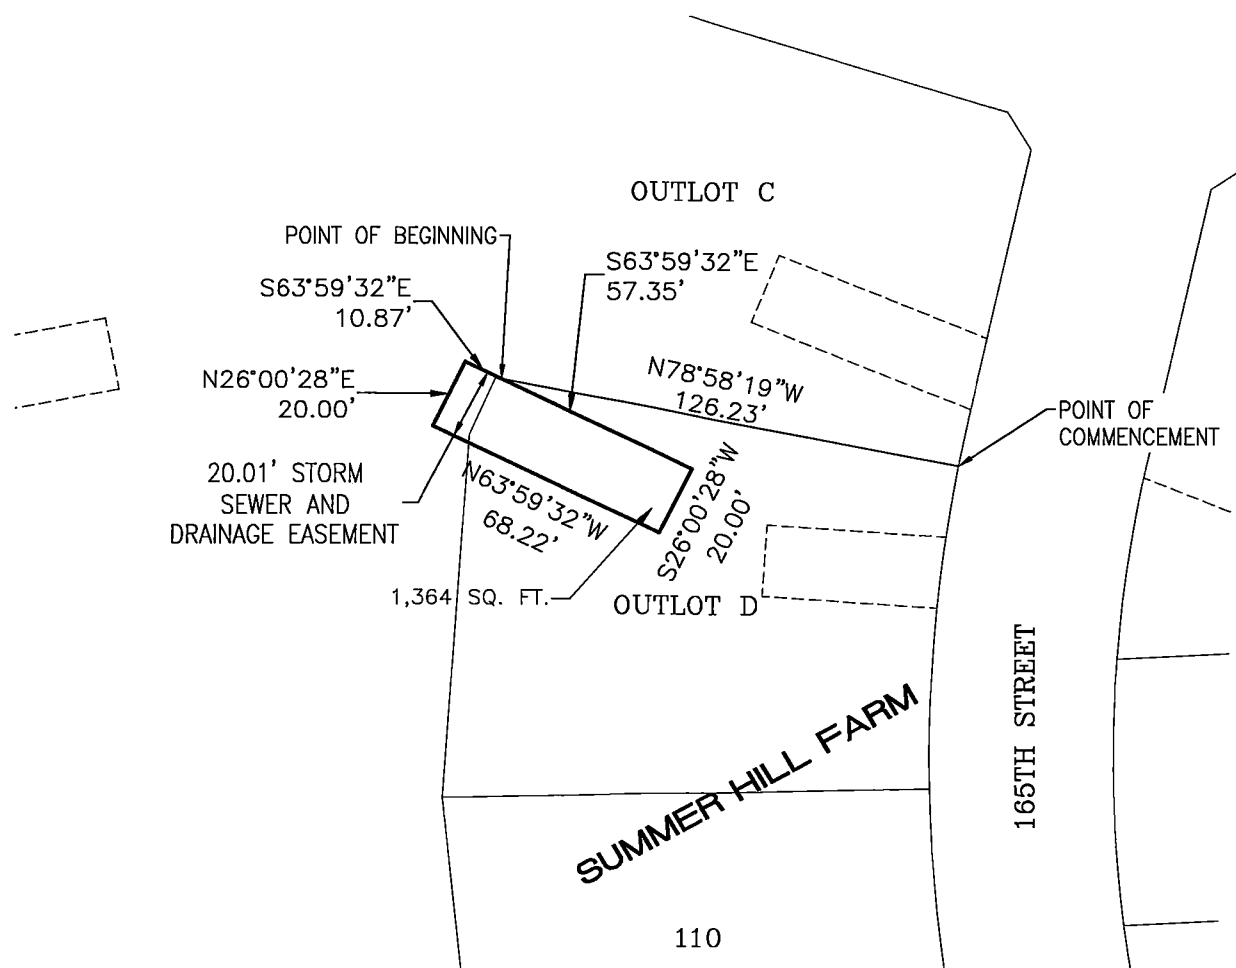 OUTLOT C
POINT OF BEGINNING
S63°59'32"E
57.35'
S63°59'32"E
10.87'
N26°00'28"E
20.00'
N78°58'19"W
126.23'
POINT OF
COMMENCEMENT
20.01' STORM
SEWER AND
DRAINAGE EASEMENT
N63°59'32"W
68.22'
S26°00'28"W
20.00'
1,364 SQ. FT.
OUTLOT D
SUMMER HILL FARM
165TH STREET
110